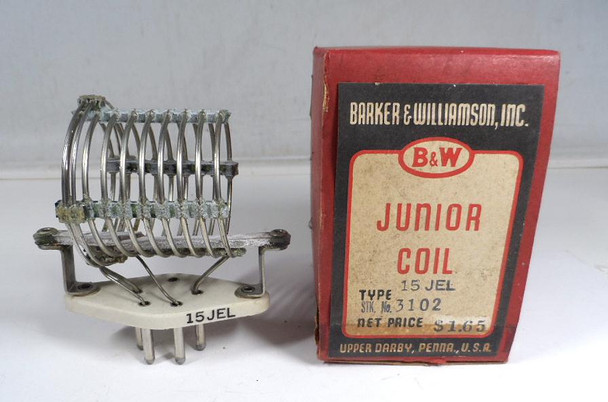 BARKER & WILLIAMSON, INC.
B&W
JUNIOR
COIL
TYPE 15 JEL
STK. No. 3102
NET PRICE $1.65
UPPER DARBY, PENNA., U.S.A.
15JEL